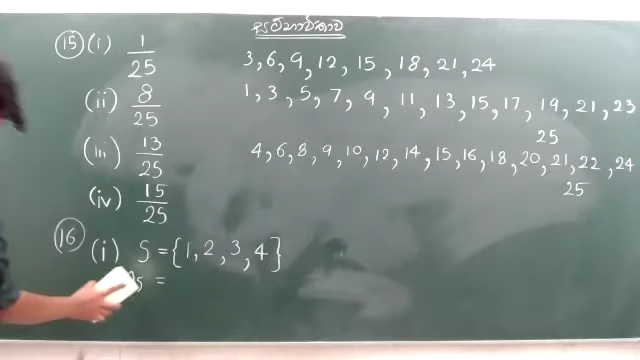 සම්භාවිතාව
15 (i) 1/25
3, 6, 9, 12, 15, 18, 21, 24
(ii) 8/25
1, 3, 5, 7, 9, 11, 13, 15, 17, 19, 21, 23
25
(iii) 13/25
4, 6, 8, 9, 10, 12, 14, 15, 16, 18, 20, 21, 22, 24
25
(iv) 15/25
16
(i) S = {1, 2, 3, 4}
=